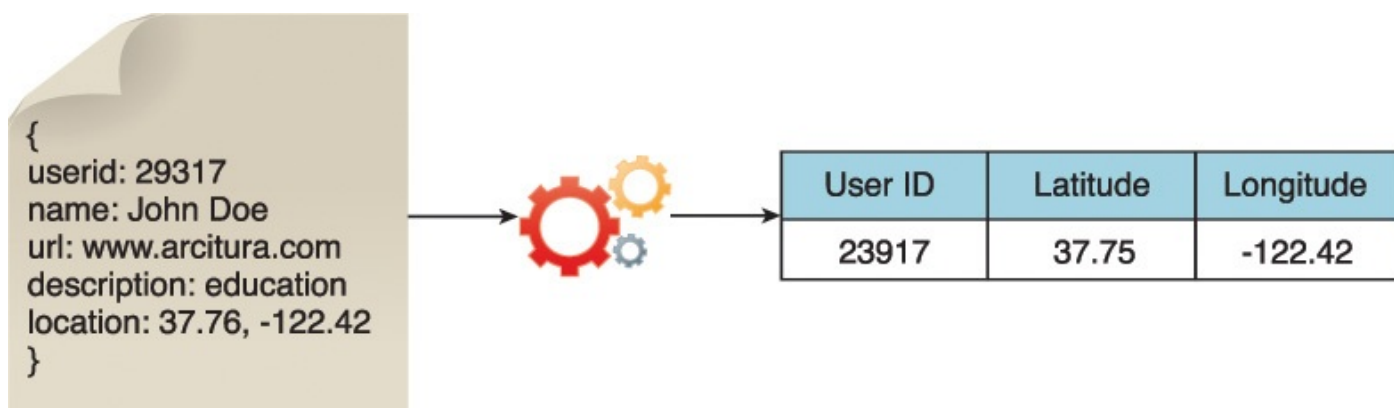 {
userid: 29317
name: John Doe
url: www.arcitura.com
description: education
location: 37.76, -122.42
}
User ID Latitude Longitude
23917 37.75 -122.42